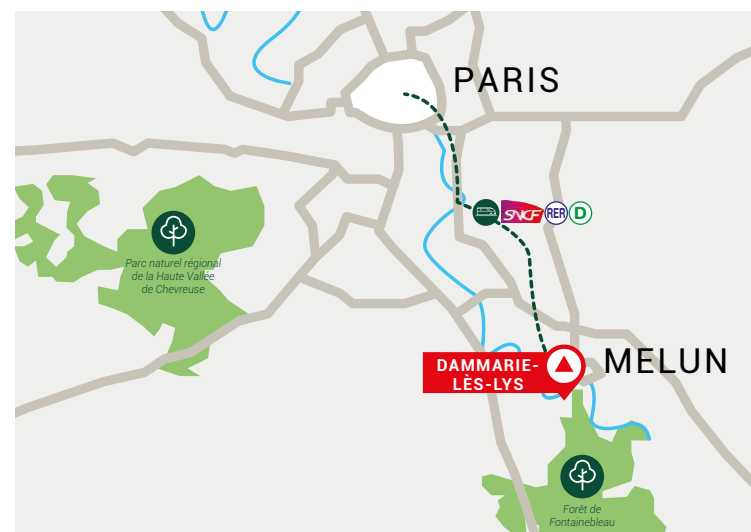 PARIS
SNCF RER D
Parc naturel régional
de la Haute Vallée
de Chevreuse
DAMMARIE-
LÈS-LYS
MELUN
Forêt de
Fontainebleau